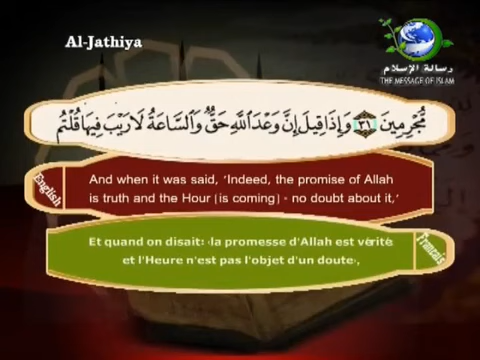 Al-Jathiya
رسالة الإسلام
THE MESSAGE OF ISLAM
مُّجْرِمِينَ ٣١ وَإِذَا قِيلَ إِنَّ وَعْدَ ٱللَّهِ حَقٌّ وَٱلسَّاعَةُ لَا رَيْبَ فِيهَا قُلْتُم
English
And when it was said, 'Indeed, the promise of Allah
is truth and the Hour [is coming] - no doubt about it,'
Et quand on disait: ‹la promesse d'Allah est vérité
et l'Heure n'est pas l'objet d'un doute›,
Francais